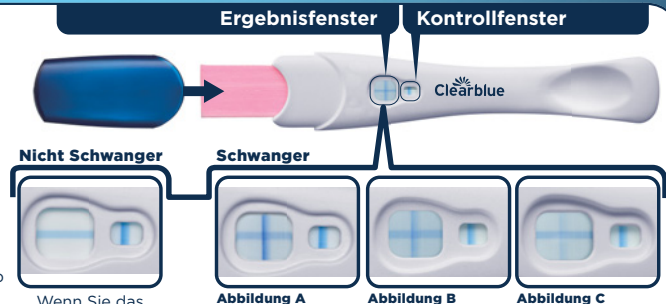 Ergebnisfenster Kontrollfenster
Clearblue
Nicht Schwanger Schwanger
Wenn Sie das
Abbildung A Abbildung B Abbildung C